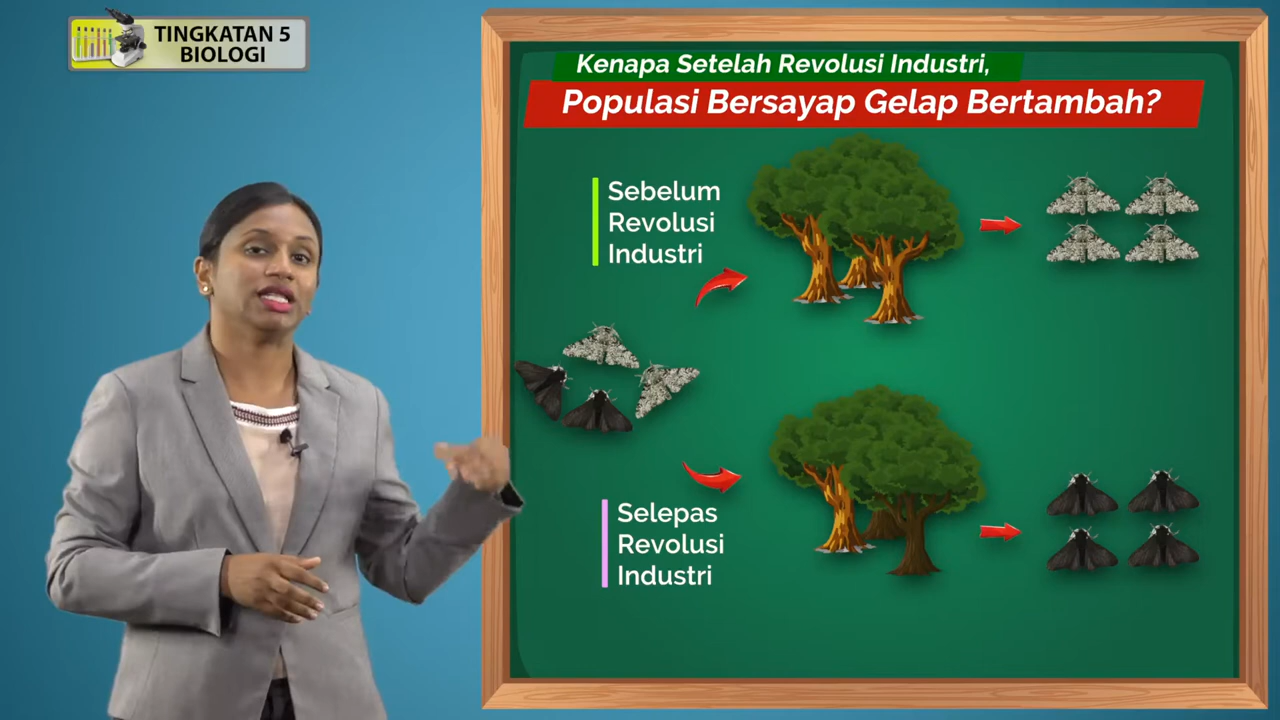 TINGKATAN 5
BIOLOGI
Kenapa Setelah Revolusi Industri,
Populasi Bersayap Gelap Bertambah?
Sebelum
Revolusi
Industri
Selepas
Revolusi
Industri